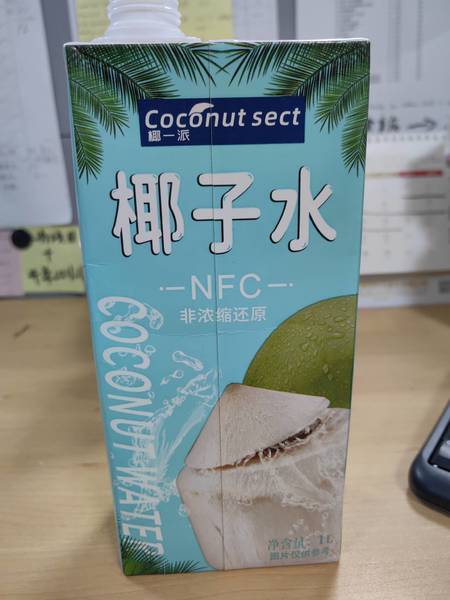 Coconut sect
椰一派
椰子水
NFC
非浓缩还原
COCONUT WATER
净含量：1L
图片仅供参考